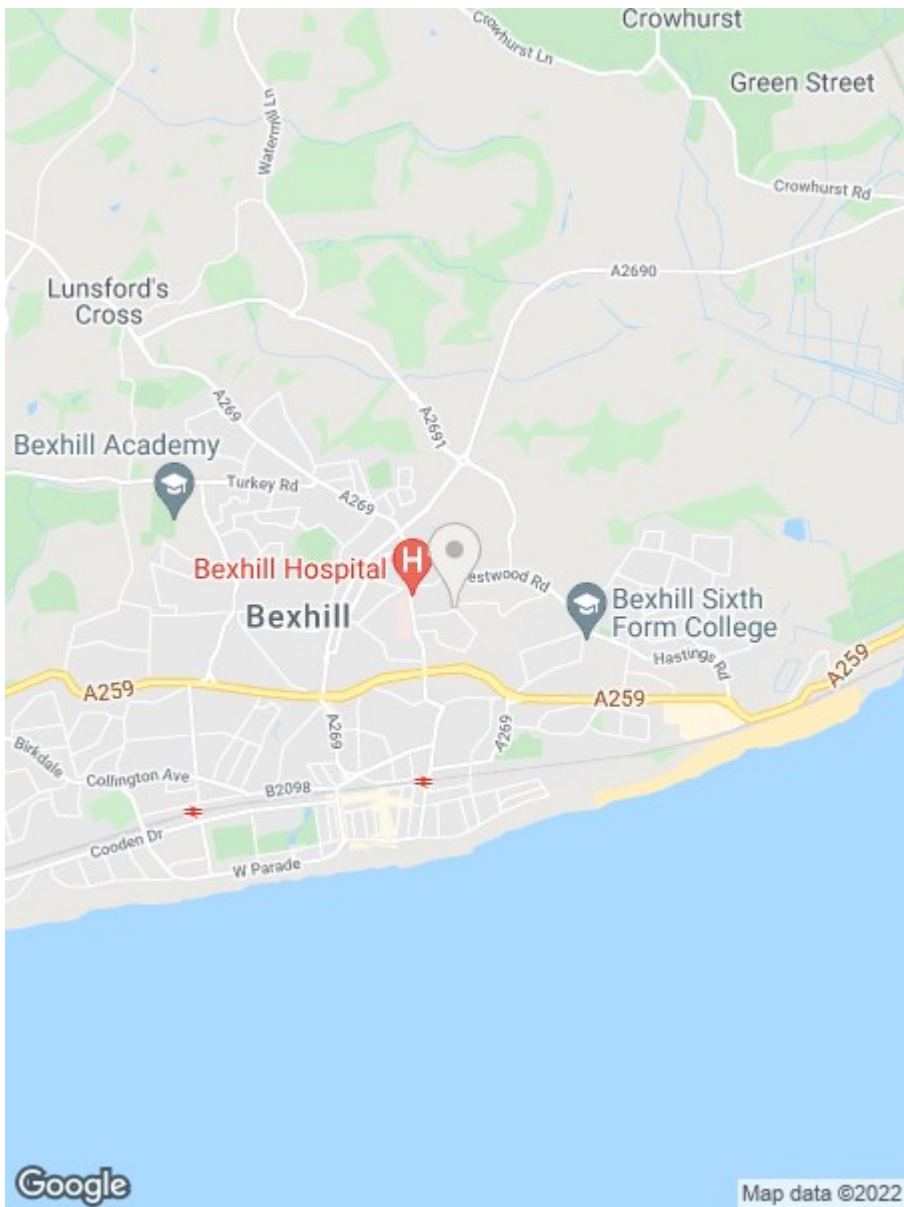 Crowhurst
Crowhurst Ln
Green Street
Watermill Ln
Crowhurst Rd
A2690
Lunsford's
Cross
A269
A2691
Bexhill Academy
Turkey Rd
A269
Bexhill Hospital
H
estwood Rd
Bexhill
Bexhill Sixth
Form College
Hastings Rd
A259
A259
A259
A269
A269
Birkdale
Collington Ave
B2098
Cooden Dr
W Parade
Google
Map data ©2022